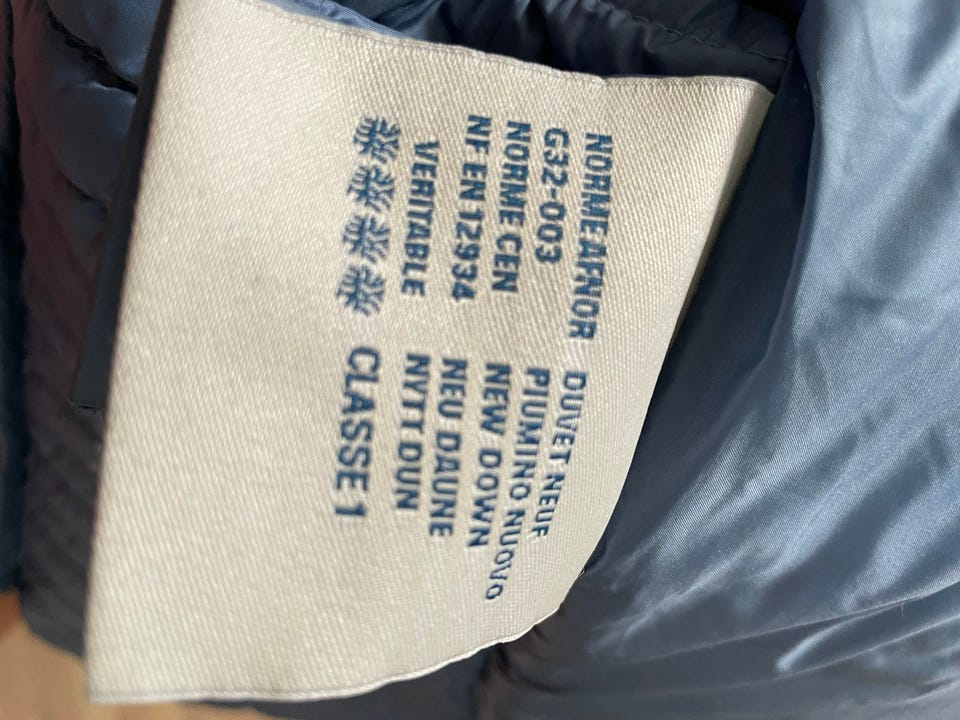 NORME AFNOR
G32-003
NORME CEN
NF EN 12934
VERITABLE
DUVET NEUF
PIUMINO NUOVO
NEW DOWN
NEU DAUNE
NYTT DUN
CLASSE 1